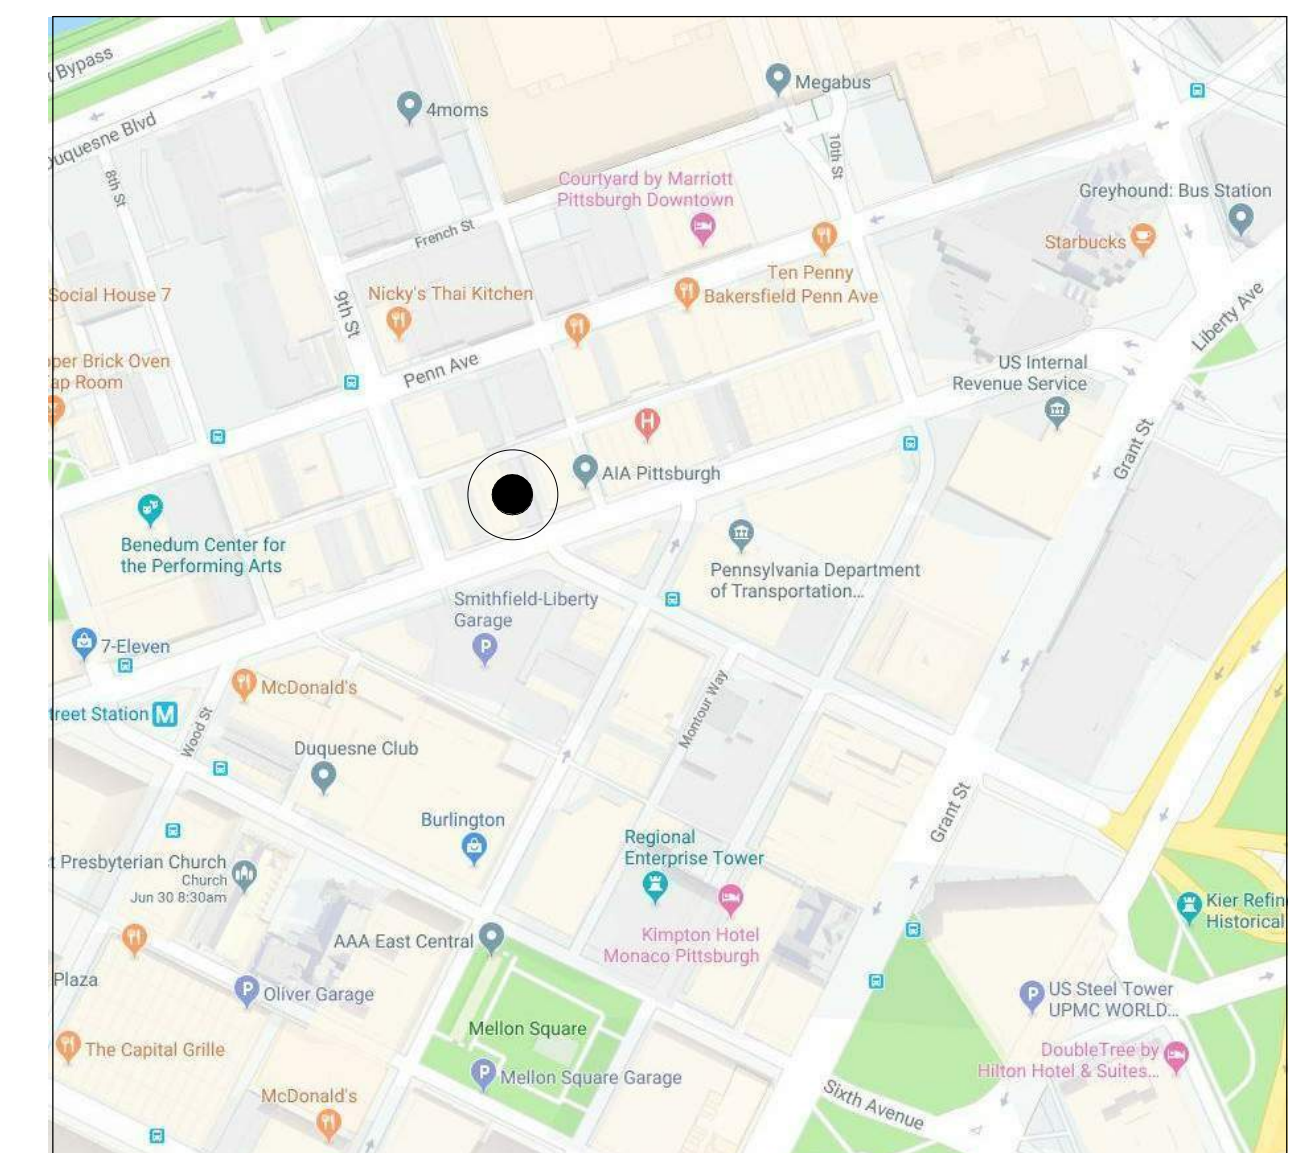 Bypass
Duquesne Blvd
8th St
4moms
Megabus
10th St
Courtyard by Marriott
Pittsburgh Downtown
Greyhound: Bus Station
Starbucks
French St
Social House 7
9th St
Nicky's Thai Kitchen
Ten Penny
Bakersfield Penn Ave
Liberty Ave
per Brick Oven
ap Room
Penn Ave
US Internal
Revenue Service
Grant St
H
AIA Pittsburgh
Benedum Center for
the Performing Arts
Pennsylvania Department
of Transportation...
Smithfield-Liberty
Garage
P
7-Eleven
McDonald's
treet Station M
Wood St
Montour Way
Duquesne Club
Burlington
Grant St
Regional
Enterprise Tower
t Presbyterian Church
Church
Jun 30 8:30am
Kier Refin
Historical
AAA East Central
Kimpton Hotel
Monaco Pittsburgh
Plaza
P Oliver Garage
P US Steel Tower
UPMC WORLD...
Mellon Square
The Capital Grille
DoubleTree by
Hilton Hotel & Suites...
P Mellon Square Garage
McDonald's
Sixth Avenue